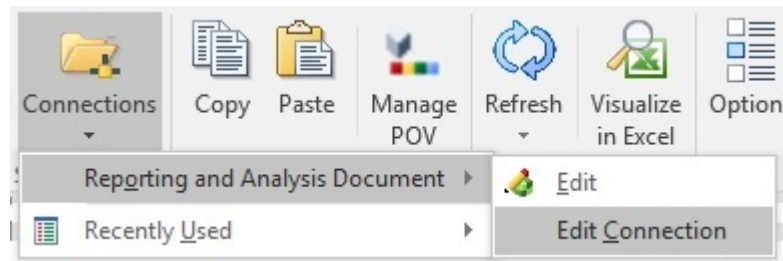 Connections
Copy
Paste
Manage
POV
Refresh
Visualize
in Excel
Option
Reporting and Analysis Document
Edit
Recently Used
Edit Connection